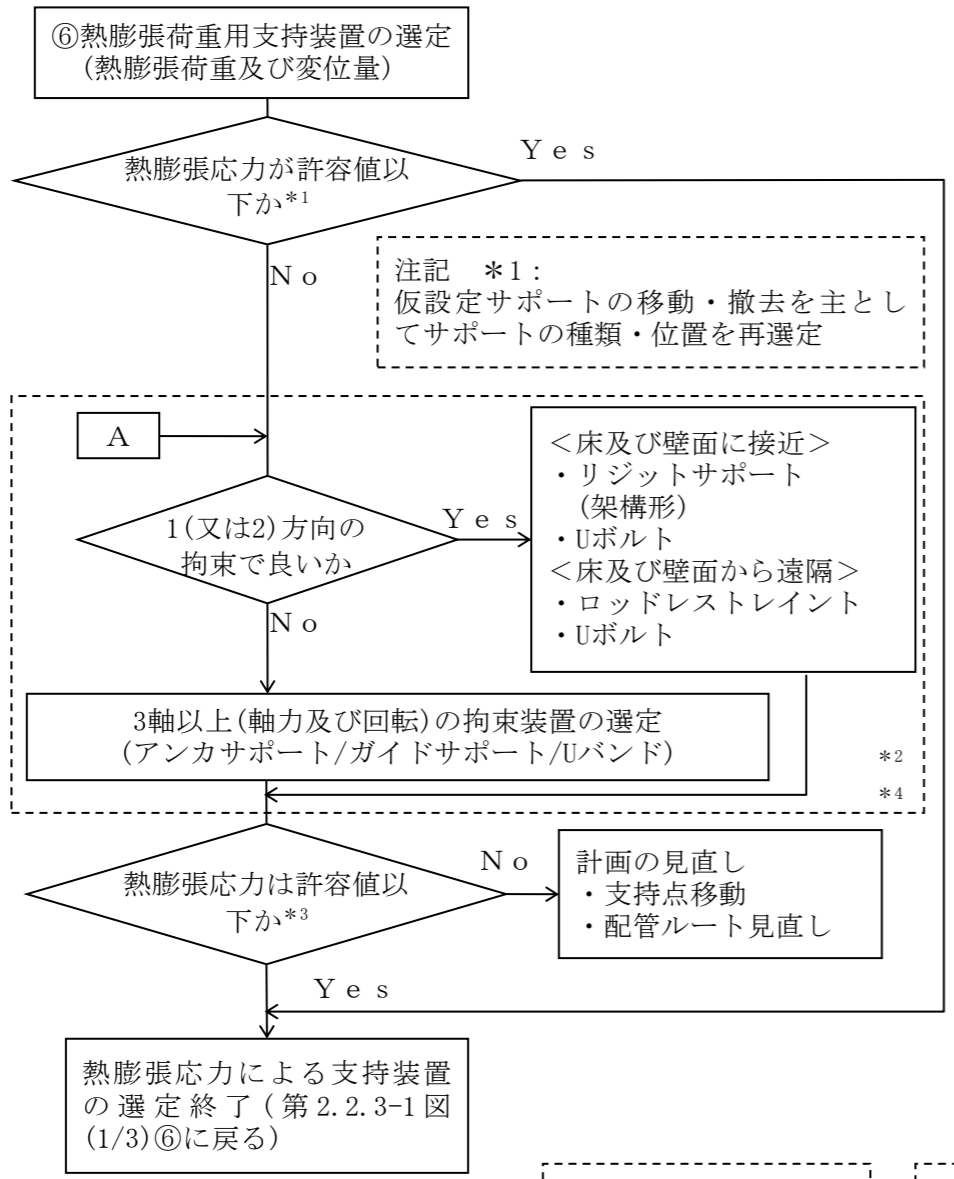 ⑥熱膨張荷重用支持装置の選定
(熱膨張荷重及び変位量)
熱膨張応力が許容値以
下か*1
Yes
No
注記　*1:
仮設定サポートの移動・撤去を主とし
てサポートの種類・位置を再選定
A
1(又は2)方向の
拘束で良いか
Yes
No
<床及び壁面に接近>
・リジットサポート
(架構形)
・Uボルト
<床及び壁面から遠隔>
・ロッドレストレイント
・Uボルト
3軸以上(軸力及び回転)の拘束装置の選定
(アンカサポート/ガイドサポート/Uバンド)
*2
*4
熱膨張応力は許容値以
下か*3
No
計画の見直し
・支持点移動
・配管ルート見直し
Yes
熱膨張応力による支持装置
の選定終了(第2.2.3-1図
(1/3)⑥に戻る)